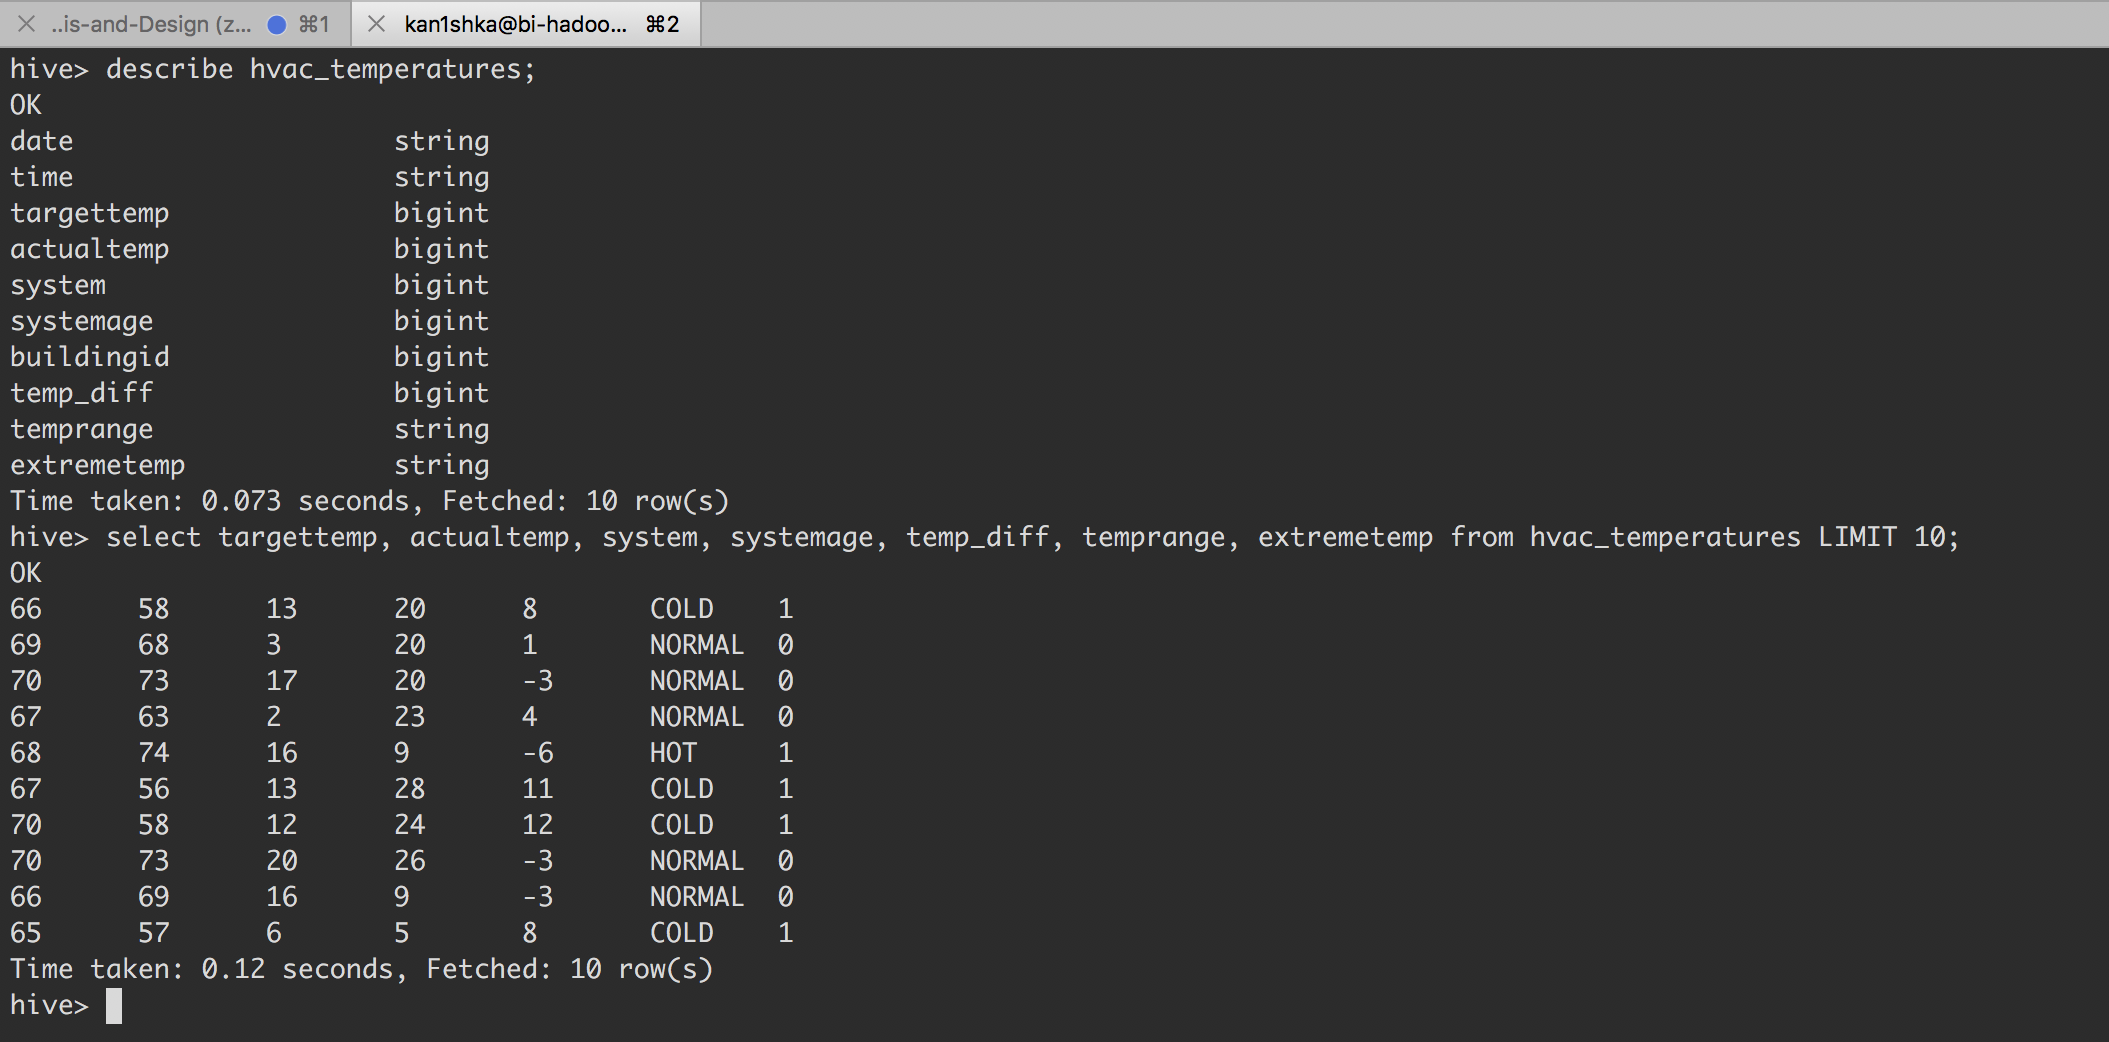 ..is-and-Design (z... ⌘1 kan1shka@bi-hadoo... ⌘2
hive> describe hvac_temperatures;
OK
date string
time string
targettemp bigint
actualtemp bigint
system bigint
systemage bigint
buildingid bigint
temp_diff bigint
temprange string
extremetemp string
Time taken: 0.073 seconds, Fetched: 10 row(s)
hive> select targettemp, actualtemp, system, systemage, temp_diff, temprange, extremetemp from hvac_temperatures LIMIT 10;
OK
66 58 13 20 8 COLD 1
69 68 3 20 1 NORMAL 0
70 73 17 20 -3 NORMAL 0
67 63 2 23 4 NORMAL 0
68 74 16 9 -6 HOT 1
67 56 13 28 11 COLD 1
70 58 12 24 12 COLD 1
70 73 20 26 -3 NORMAL 0
66 69 16 9 -3 NORMAL 0
65 57 6 5 8 COLD 1
Time taken: 0.12 seconds, Fetched: 10 row(s)
hive>